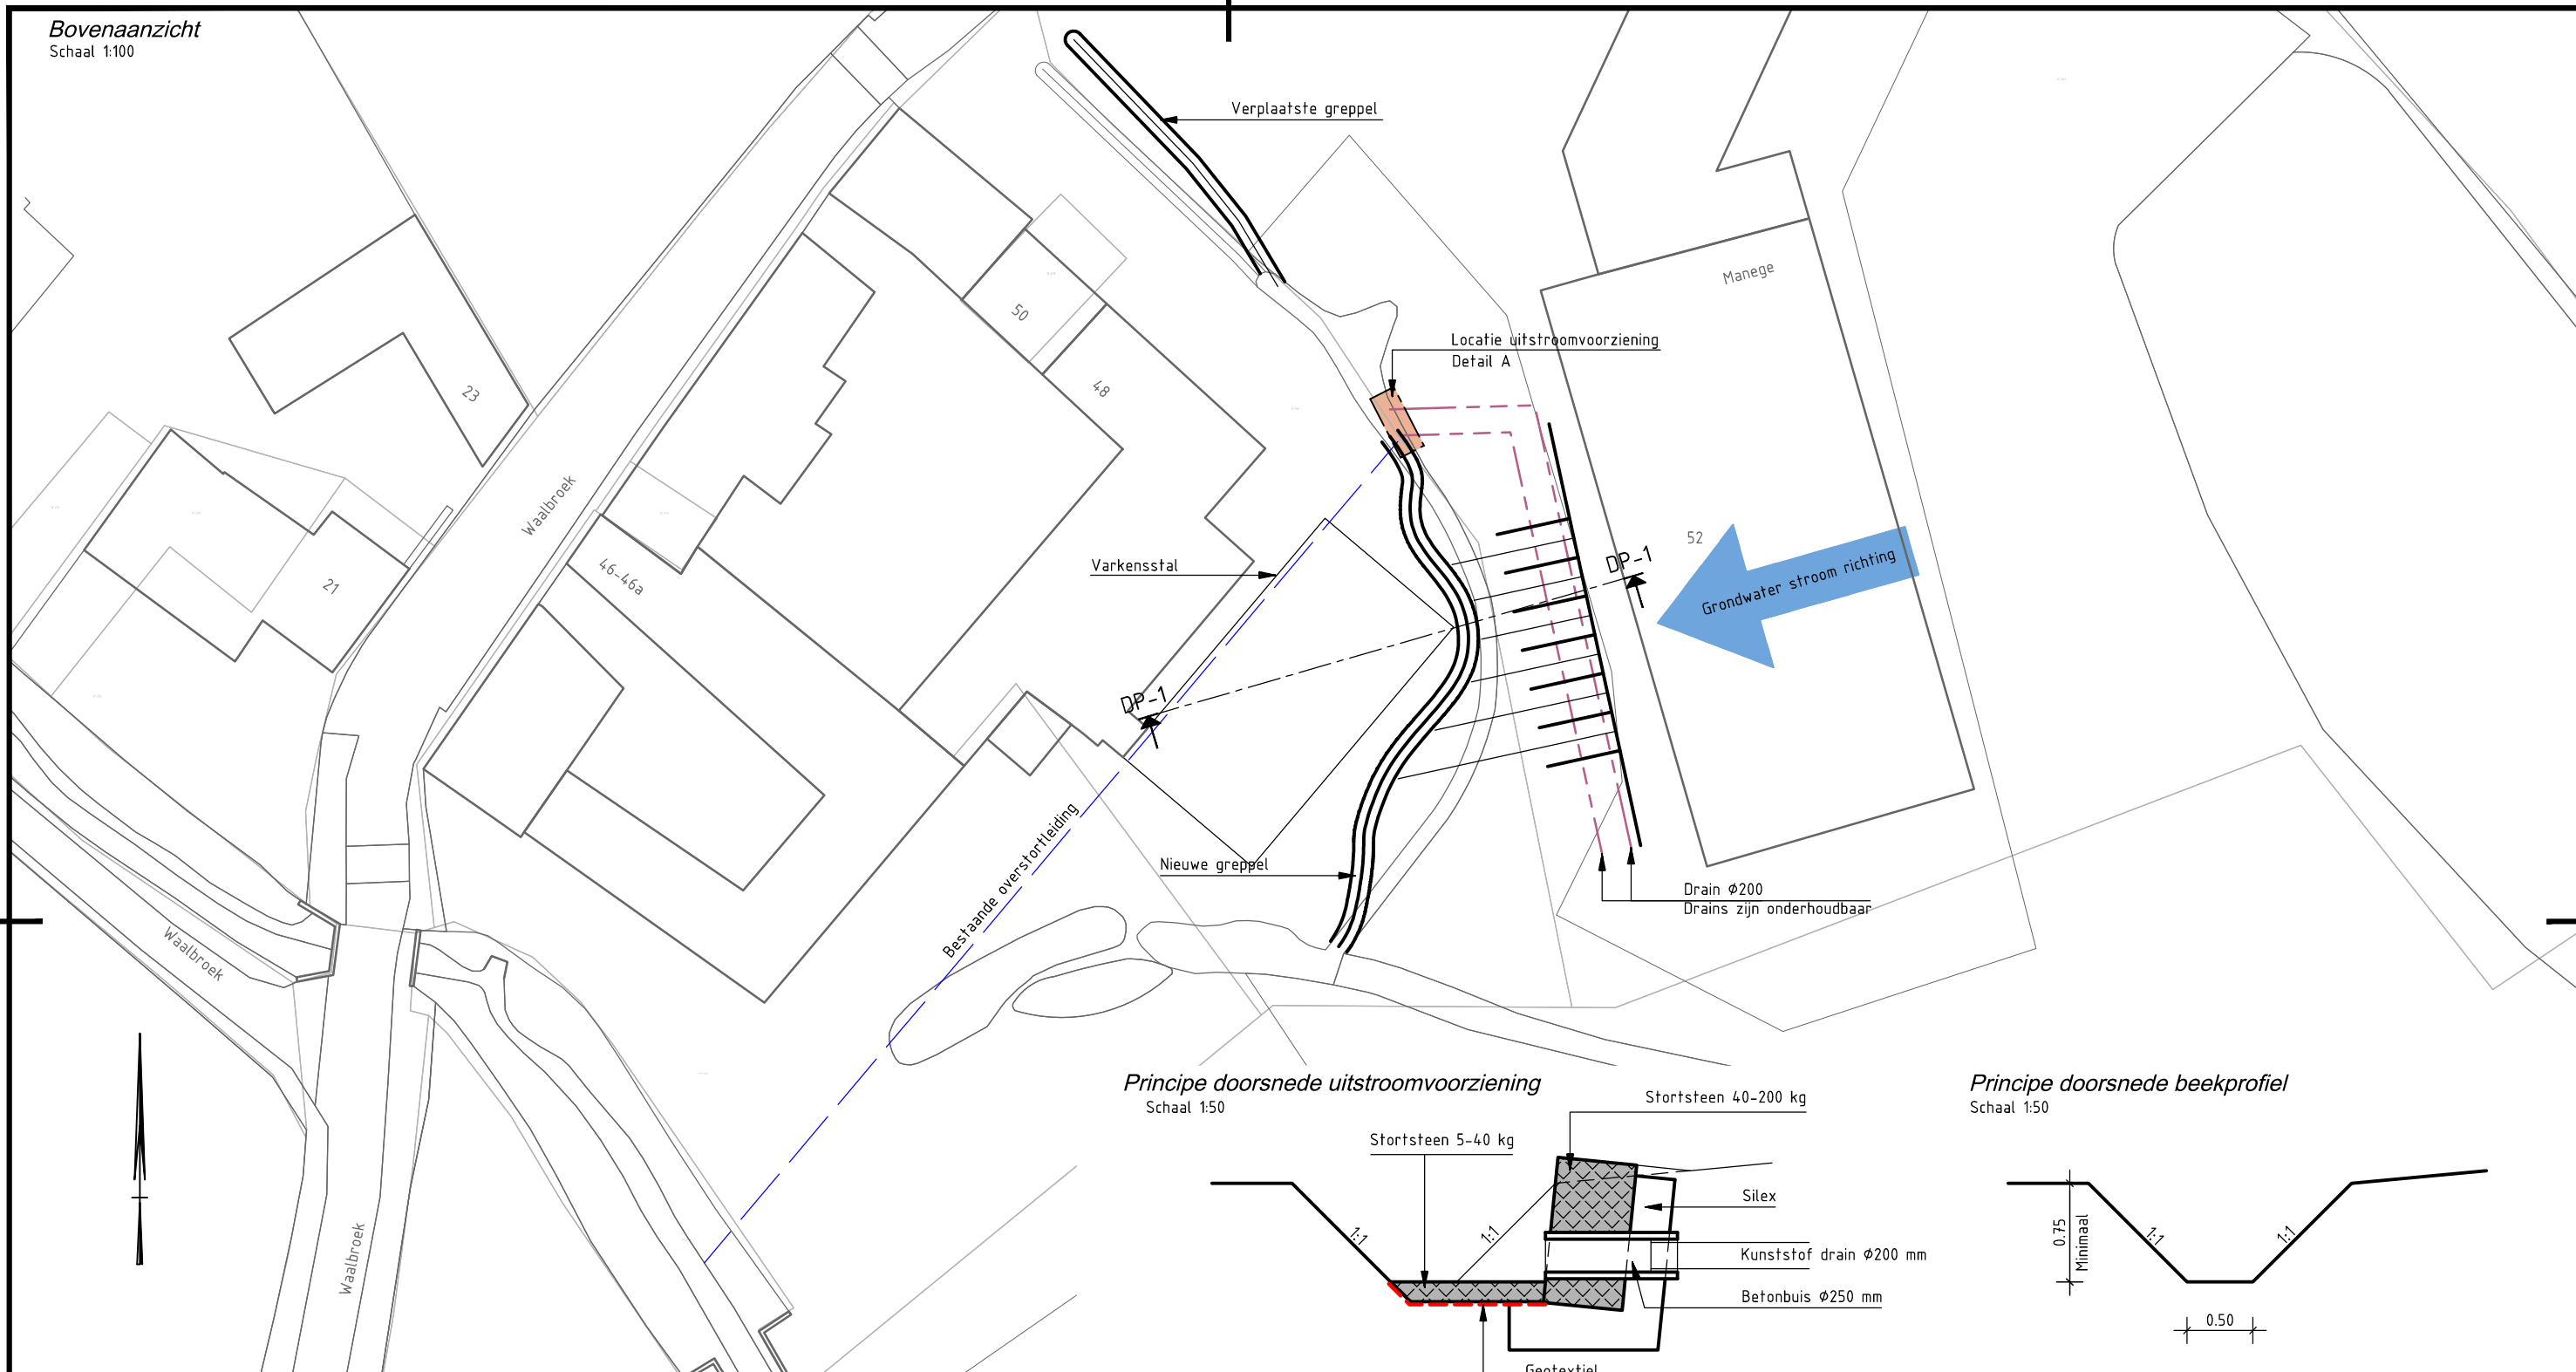 Bovenaanzicht
Schaal 1:100
Verplaatste greppel
Manege
50
Locatie uitstroomvoorziening
Detail A
48
23
Waalbroek
52
DP-1
Grondwater stroom richting
Varkensstal
46-46a
21
DP-1
Bestaande overstortleiding
Nieuwe greppel
Drain Ø200
Drains zijn onderhoudbaar
Waalbroek
Waalbroek
Principe doorsnede uitstroomvoorziening
Schaal 1:50
Stortsteen 40-200 kg
Stortsteen 5-40 kg
Silex
1:1
1:1
Kunststof drain Ø200 mm
Betonbuis Ø250 mm
Geotextiel
Principe doorsnede beekprofiel
Schaal 1:50
0.75
Minimaal
1:1
1:1
0.50